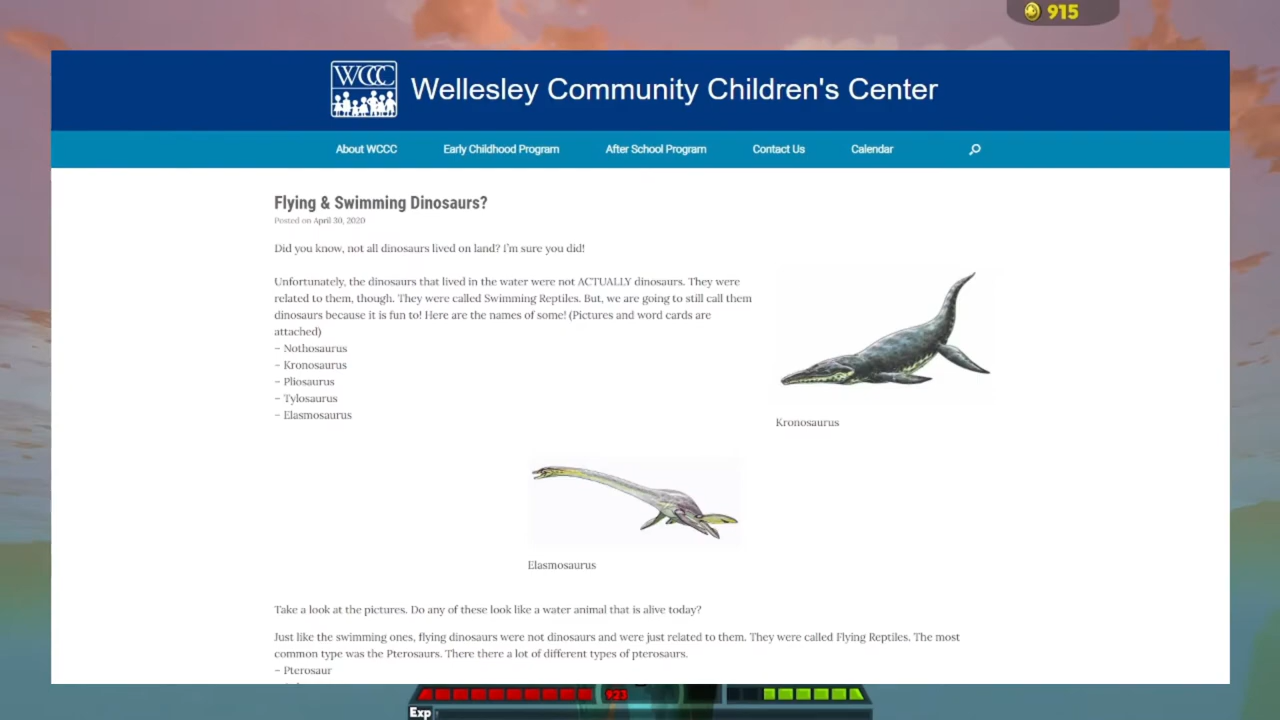 915
WCCC
Wellesley Community Children's Center
About WCCC
Early Childhood Program
After School Program
Contact Us
Calendar
Flying & Swimming Dinosaurs?
Posted on April 30, 2020
Did you know, not all dinosaurs lived on land? I'm sure you did!
Unfortunately, the dinosaurs that lived in the water were not ACTUALLY dinosaurs. They were
related to them, though. They were called Swimming Reptiles. But, we are going to still call them
dinosaurs because it is fun to! Here are the names of some! (Pictures and word cards are
attached)
– Nothosaurus
– Kronosaurus
– Pliosaurus
– Tylosaurus
– Elasmosaurus
Kronosaurus
Elasmosaurus
Take a look at the pictures. Do any of these look like a water animal that is alive today?
Just like the swimming ones, flying dinosaurs were not dinosaurs and were just related to them. They were called Flying Reptiles. The most
common type was the Pterosaurs. There there a lot of different types of pterosaurs.
– Pterosaur
923
Exp